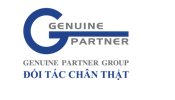 GENUINE
PARTNER
GENUINE PARTNER GROUP
ĐỐI TÁC CHÂN THẬT